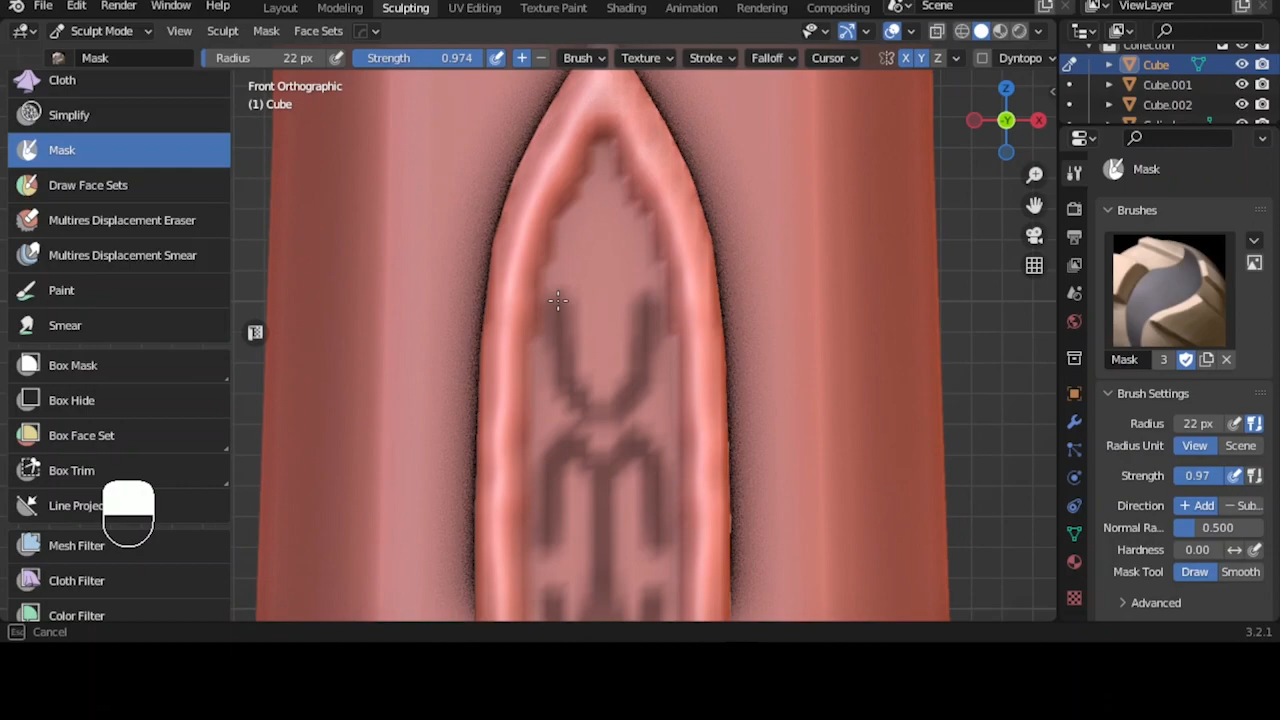 File Edit Render Window Help Layout Modeling Sculpting UV Editing Texture Paint Shading Animation Rendering Compositing Scene ViewLayer
Sculpt Mode View Sculpt Mask Face Sets
Mask Radius 22 px Strength 0.974 Brush Texture Stroke Falloff Cursor X Y Z Dyntopo
Collection
Cube
Cube.001
Cube.002
Front Orthographic
(1) Cube
Z
-Y
X
Cloth
Simplify
Mask
Draw Face Sets
Multires Displacement Eraser
Multires Displacement Smear
Paint
Smear
Box Mask
Box Hide
Box Face Set
Box Trim
Line Projec
Mesh Filter
Cloth Filter
Color Filter
Mask
Brushes
Mask 3
Brush Settings
Radius 22 px
Radius Unit View Scene
Strength 0.97
Direction + Add − Sub...
Normal Ra... 0.500
Hardness 0.00
Mask Tool Draw Smooth
Advanced
Esc Cancel
3.2.1